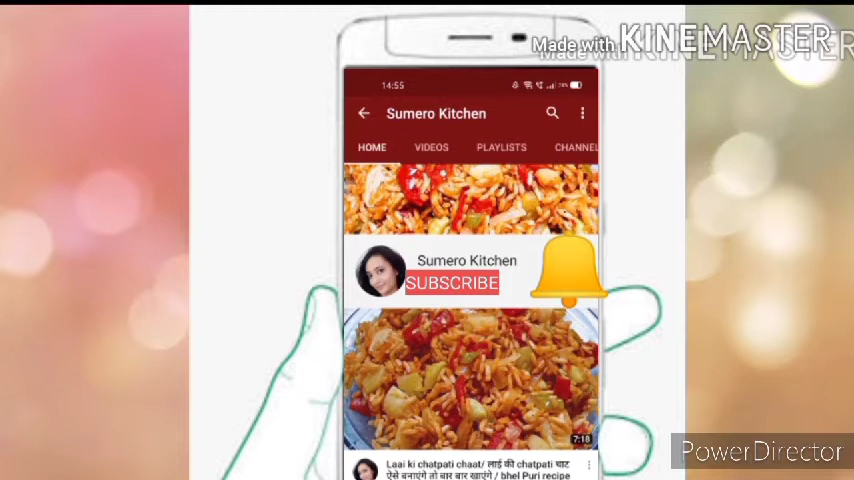 Made with KINEMASTER
14:55
Sumero Kitchen
HOME VIDEOS PLAYLISTS CHANNEL
Sumero Kitchen
SUBSCRIBE
7:18
Laai ki chatpati chaat/ लाई की chatpati चाट
ऐसे बनाएंगे तो बार बार खाएंगे / bhel Puri recipe
PowerDirector